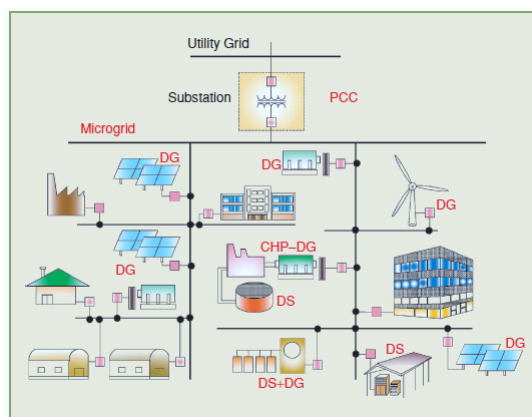 Utility Grid
Substation
PCC
Microgrid
DG
DG
DG
DG
CHP–DG
DS
DS+DG
DS
DG